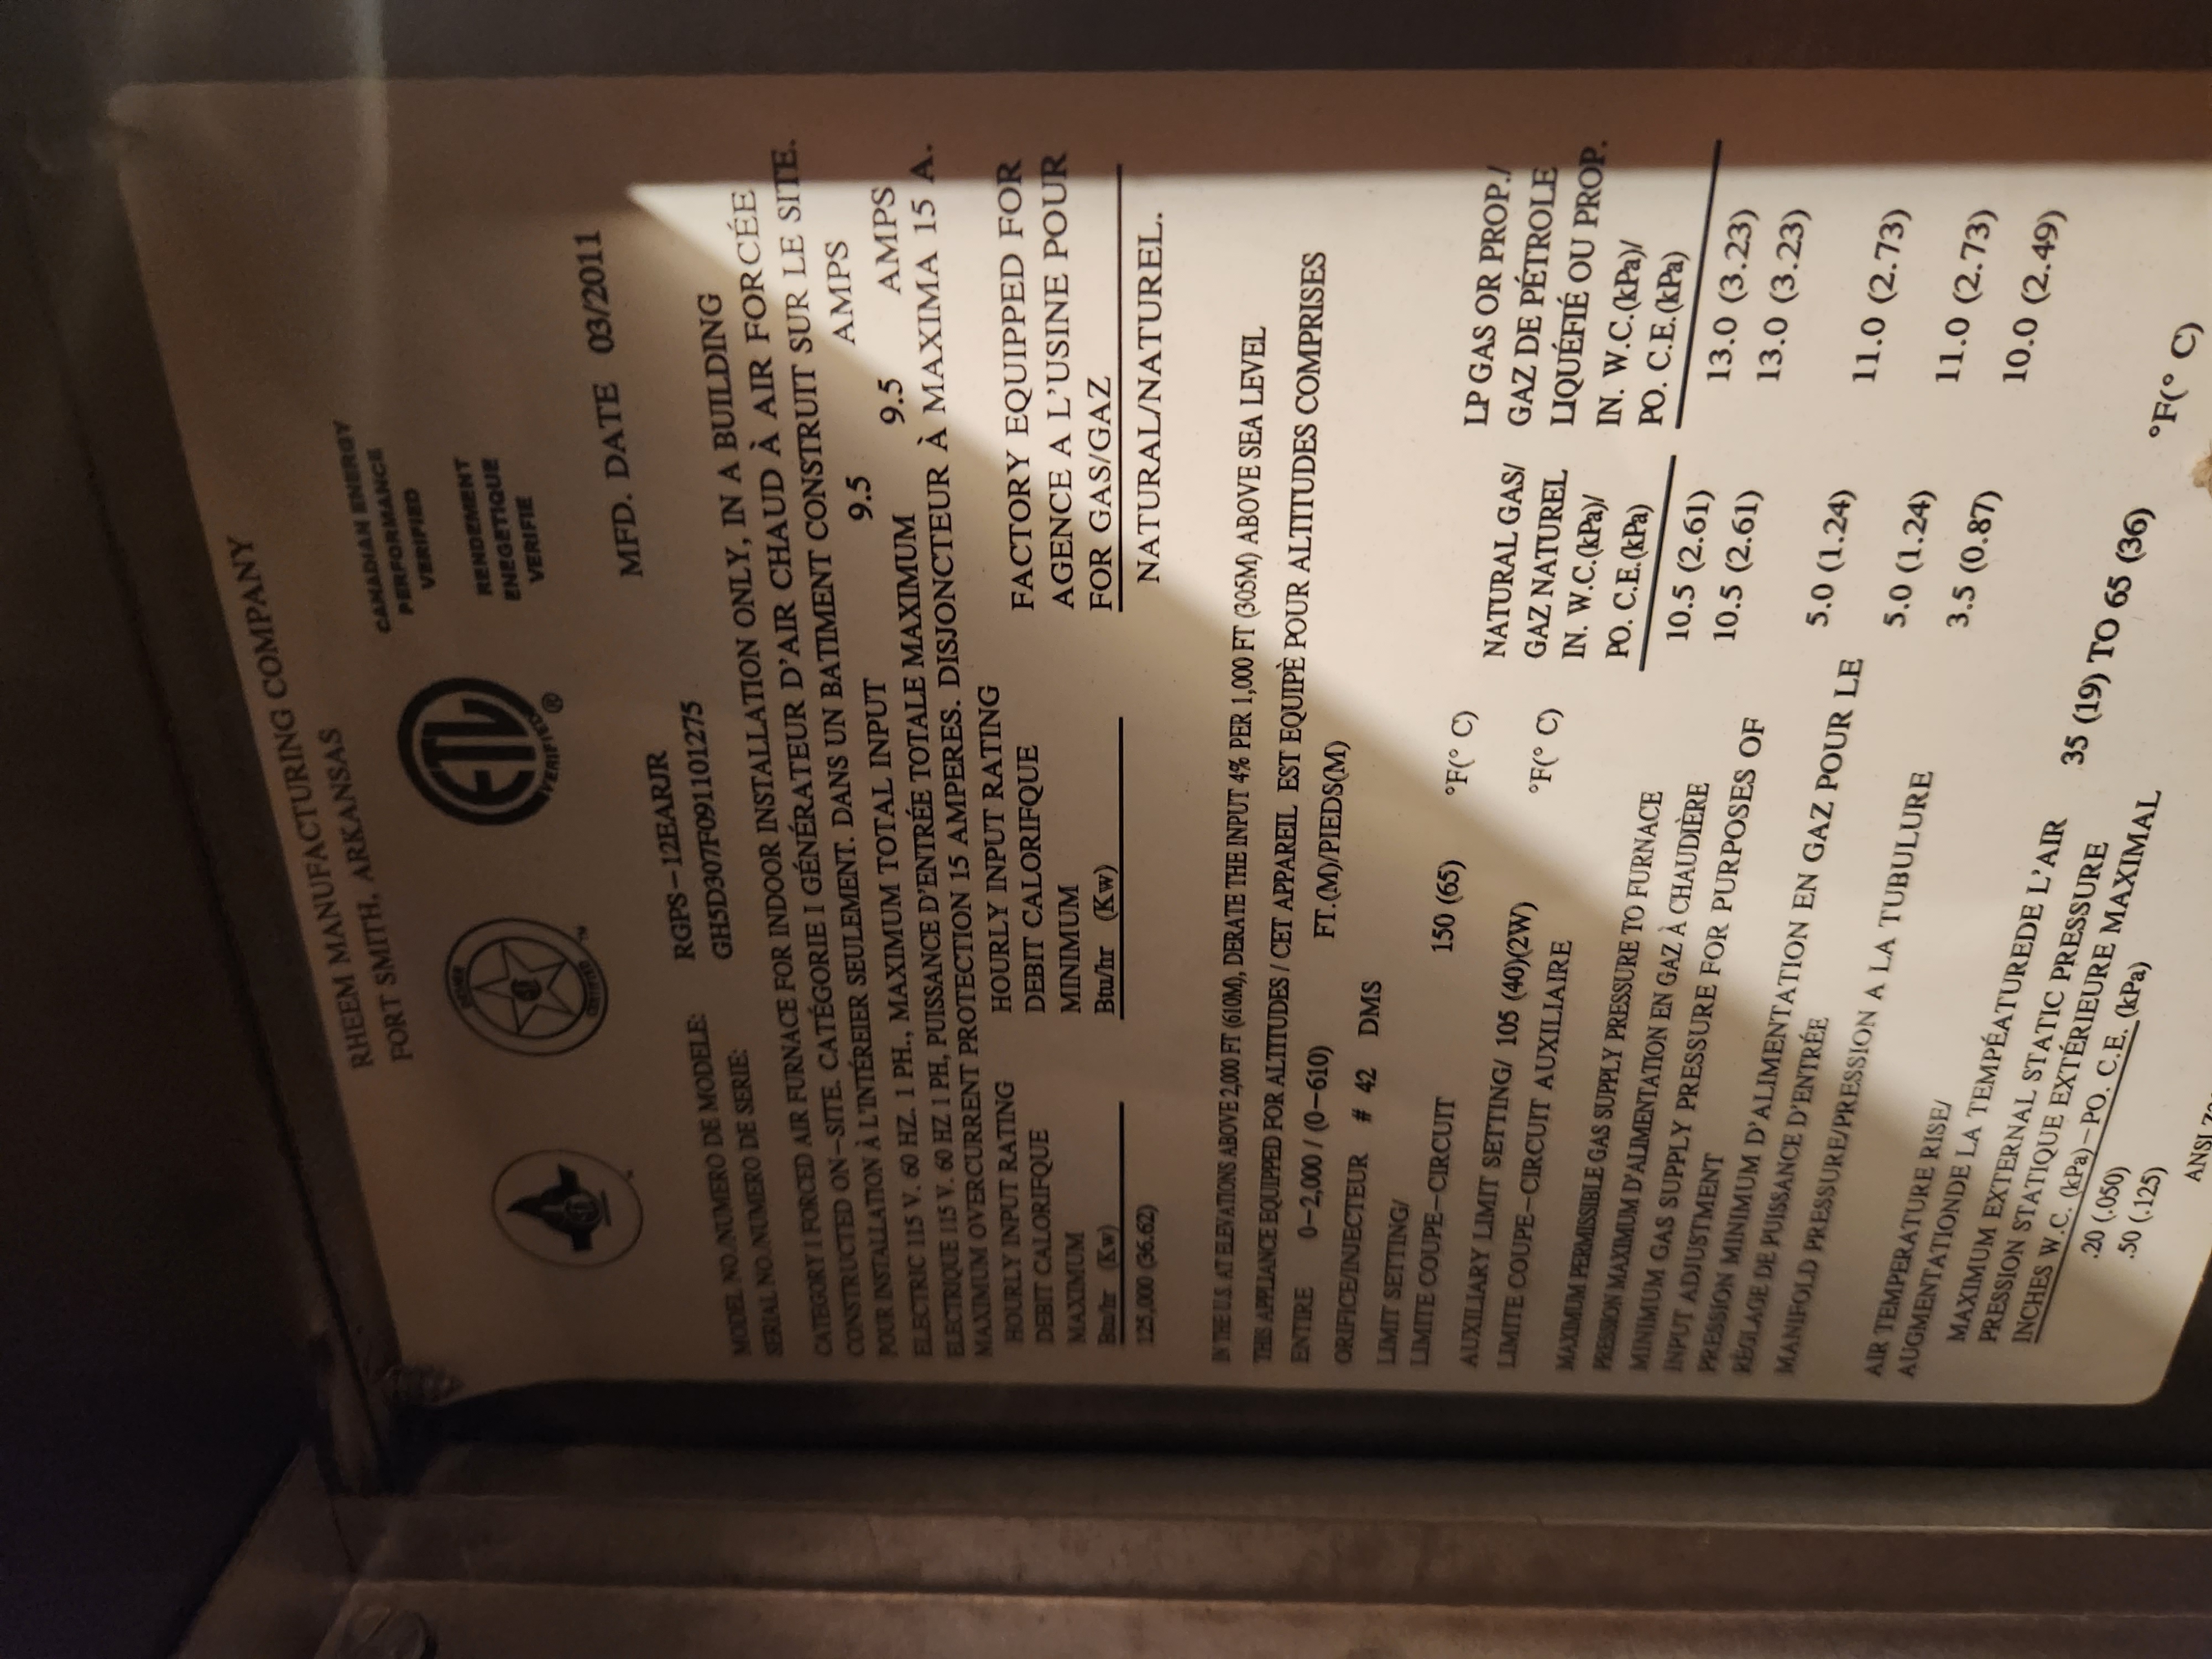 RHEEM MANUFACTURING COMPANY
FORT SMITH, ARKANSAS
ETL
VERIFIED
®
CANADIAN ENERGY
PERFORMANCE
VERIFIED
RENDEMENT
ENEGETIQUE
VERIFIE
CERTIFIED
™
MFD. DATE 03/2011
MODEL NO./NUMERO DE MODELE: RGPS-12EARJR
SERIAL NO./NUMERO DE SERIE: GH5D307F091101275
CATEGORY I FORCED AIR FURNACE FOR INDOOR INSTALLATION ONLY, IN A BUILDING
CONSTRUCTED ON-SITE. CATÉGORIE I GÉNÉRATEUR D'AIR CHAUD À AIR FORCÉE
POUR INSTALLATION À L'INTÉREIER SEULEMENT. DANS UN BATIMENT CONSTRUIT SUR LE SITE.
ELECTRIC 115 V. 60 HZ. 1 PH., MAXIMUM TOTAL INPUT 9.5 AMPS
ELECTRIQUE 115 V. 60 HZ 1 PH, PUISSANCE D'ENTRÉE TOTALE MAXIMUM 9.5 AMPS
MAXIMUM OVERCURRENT PROTECTION 15 AMPERES. DISJONCTEUR À MAXIMA 15 A.
HOURLY INPUT RATING
DEBIT CALORIFQUE
MAXIMUM
Btu/hr (Kw)
125,000 (36.62)
HOURLY INPUT RATING
DEBIT CALORIFQUE
MINIMUM
Btu/hr (Kw)
FACTORY EQUIPPED FOR
AGENCE A L'USINE POUR
FOR GAS/GAZ
NATURAL/NATUREL.
IN THE U.S. AT ELEVATIONS ABOVE 2,000 FT (610M), DERATE THE INPUT 4% PER 1,000 FT (305M) ABOVE SEA LEVEL
THIS APPLIANCE EQUIPPED FOR ALTITUDES / CET APPAREIL EST EQUIPÈ POUR ALTITUDES COMPRISES
ENTIRE 0-2,000 / (0-610) FT.(M)/PIEDS(M)
ORIFICE/INJECTEUR # 42 DMS
LIMIT SETTING/
LIMITE COUPE-CIRCUIT 150 (65) °F(° C)
AUXILIARY LIMIT SETTING/ 105 (40)(2W) °F(° C)
LIMITE COUPE-CIRCUIT AUXILIAIRE
NATURAL GAS/
GAZ NATUREL
IN. W.C.(kPa)/
PO. C.E.(kPa)
LP GAS OR PROP./
GAZ DE PÉTROLE
LIQUÉFIÉ OU PROP.
IN. W.C.(kPa)/
PO. C.E.(kPa)
MAXIMUM PERMISSIBLE GAS SUPPLY PRESSURE TO FURNACE 10.5 (2.61) 13.0 (3.23)
PRESSION MAXIMUM D'ALIMENTATION EN GAZ À CHAUDIÈRE 10.5 (2.61) 13.0 (3.23)
MINIMUM GAS SUPPLY PRESSURE FOR PURPOSES OF
INPUT ADJUSTMENT 5.0 (1.24) 11.0 (2.73)
PRESSION MINIMUM D'ALIMENTATION EN GAZ POUR LE
RÉGLAGE DE PUISSANCE D'ENTRÉE 5.0 (1.24) 11.0 (2.73)
MANIFOLD PRESSURE/PRESSION A LA TUBULURE 3.5 (0.87) 10.0 (2.49)
AIR TEMPERATURE RISE/
AUGMENTATIONDE LA TEMPÉATUREDE L'AIR 35 (19) TO 65 (36) °F(° C)
MAXIMUM EXTERNAL STATIC PRESSURE
PRESSION STATIQUE EXTÉRIEURE MAXIMAL
INCHES W.C. (kPa)-PO. C.E. (kPa)
.20 (.050)
.50 (.125)